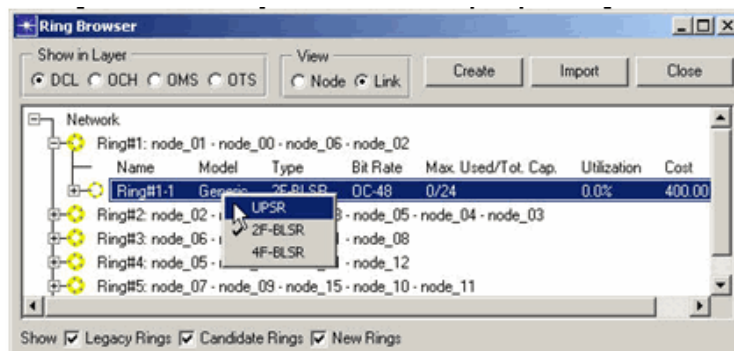 Ring Browser
Show in Layer
View
DCL OCH OMS OTS
Node Link
Create Import Close
Network
Ring#1: node_01 - node_00 - node_06 - node_02
Name Model Type Bit Rate Max. Used/Tot. Cap. Utilization Cost
Ring#1-1 Generic 2F-BLSR OC-48 0/24 0.0% 400.00
UPSR
Ring#2: node_02 - - node_05 - node_04 - node_03
2F-BLSR
Ring#3: node_06 - - node_08
4F-BLSR
Ring#4: node_05 - - node_12
Ring#5: node_07 - node_09 - node_15 - node_10 - node_11
Show Legacy Rings Candidate Rings New Rings